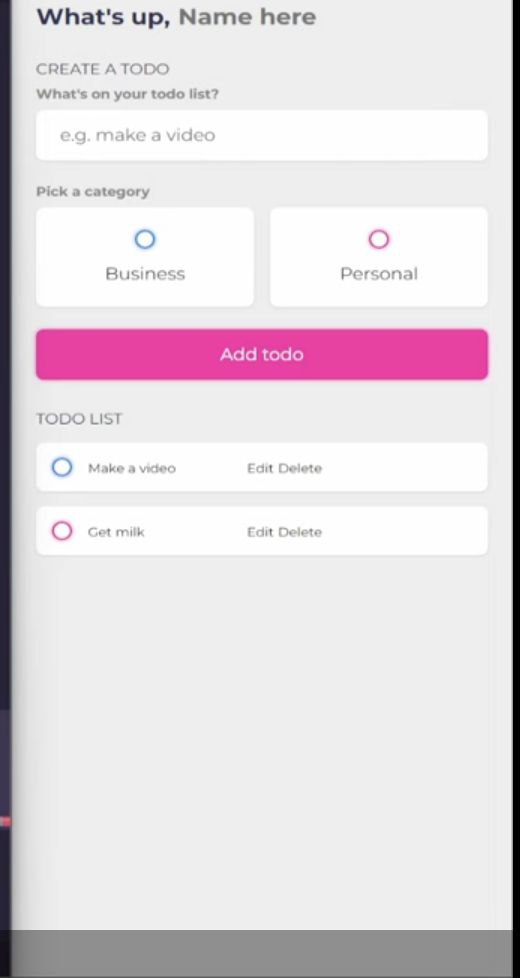 What's up, Name here
CREATE A TODO
What's on your todo list?
e.g. make a video
Pick a category
Business Personal
Add todo
TODO LIST
Make a video Edit Delete
Get milk Edit Delete